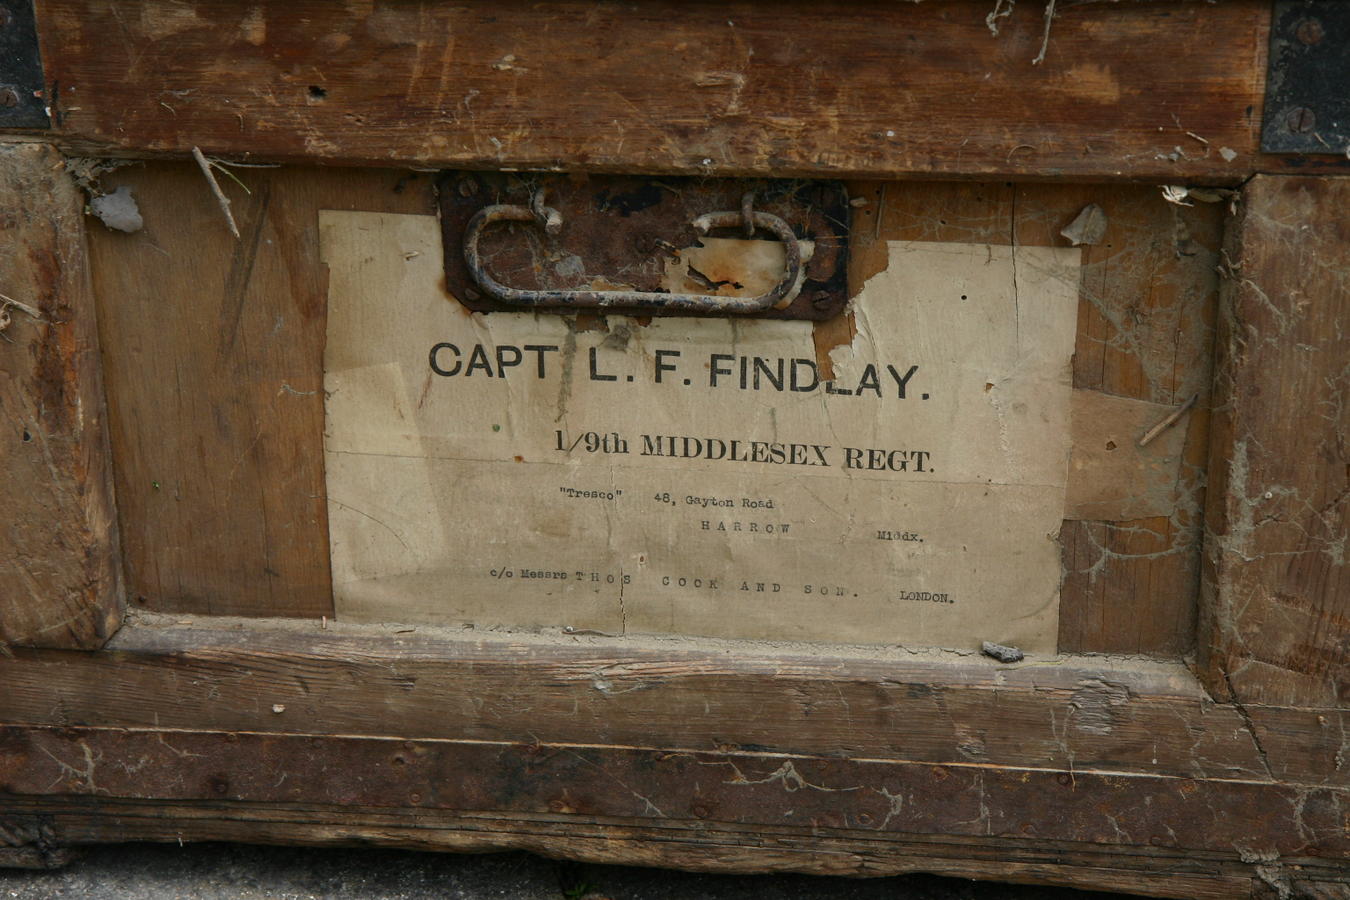 CAPT L. F. FINDLAY.
1/9th MIDDLESEX REGT.
"Tresco" 48, Gayton Road
HARROW Middx.
c/o Messrs THOS COOK AND SON. LONDON.